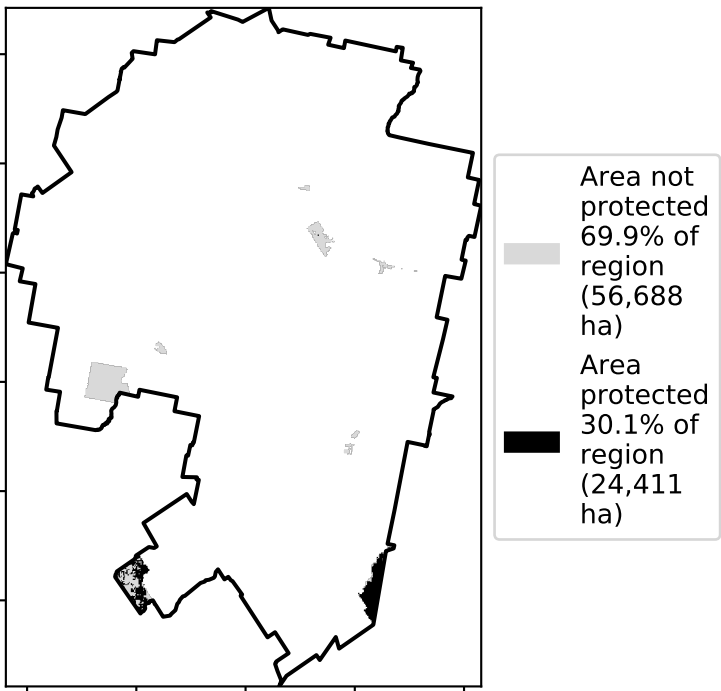 Area not
protected
69.9% of
region
(56,688
ha)
Area
protected
30.1% of
region
(24,411
ha)